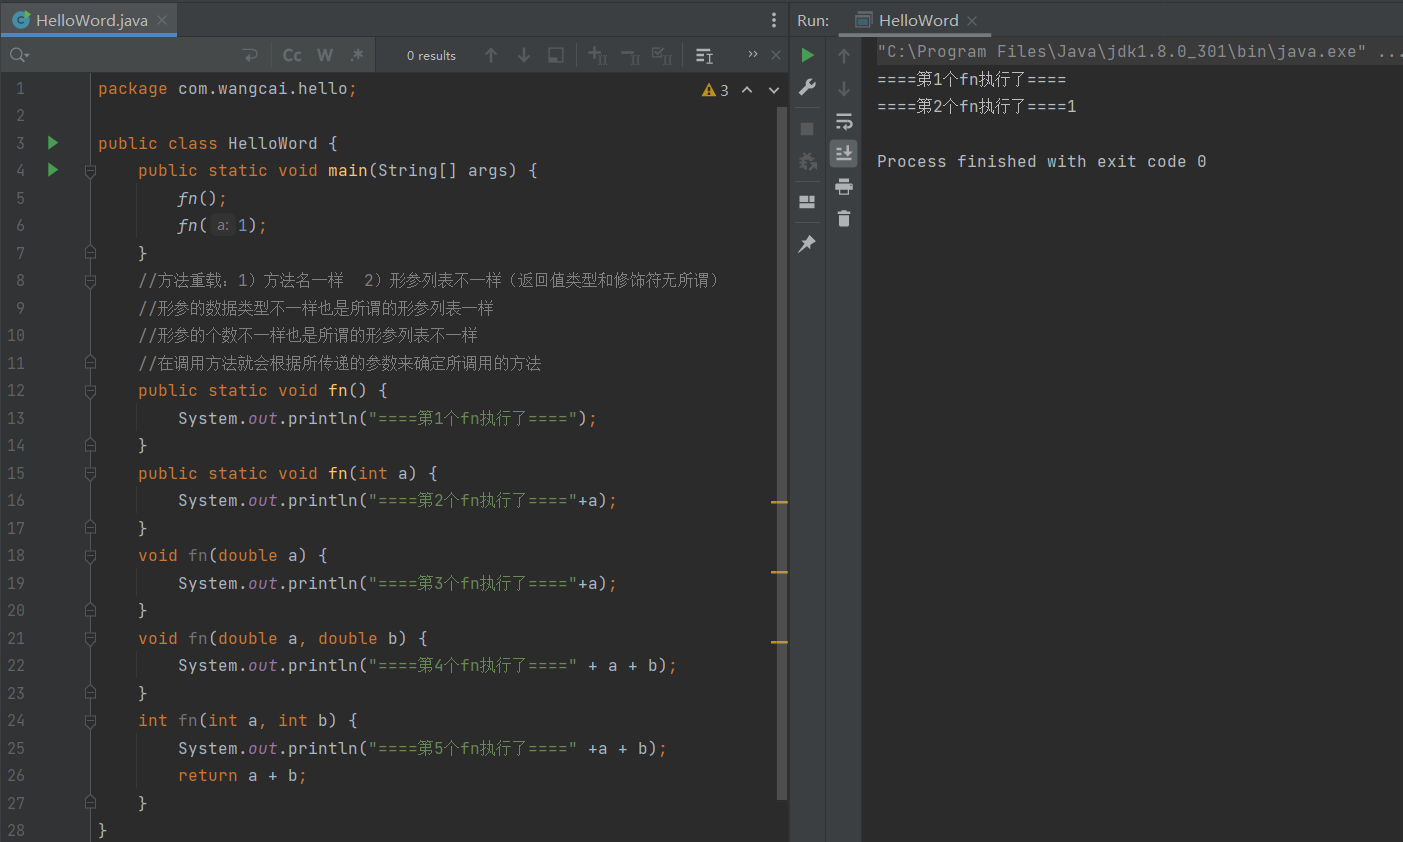 HelloWord.java
Run:
HelloWord
Cc
W
.*
0 results
3
1 package com.wangcai.hello;
2
3 public class HelloWord {
4 public static void main(String[] args) {
5 fn();
6 fn( a: 1);
7 }
8 //方法重载：1）方法名一样  2）形参列表不一样（返回值类型和修饰符无所谓）
9 //形参的数据类型不一样也是所谓的形参列表一样
10 //形参的个数不一样也是所谓的形参列表不一样
11 //在调用方法就会根据所传递的参数来确定所调用的方法
12 public static void fn() {
13 System.out.println("====第1个fn执行了====");
14 }
15 public static void fn(int a) {
16 System.out.println("====第2个fn执行了===="+a);
17 }
18 void fn(double a) {
19 System.out.println("====第3个fn执行了===="+a);
20 }
21 void fn(double a, double b) {
22 System.out.println("====第4个fn执行了====" + a + b);
23 }
24 int fn(int a, int b) {
25 System.out.println("====第5个fn执行了====" +a + b);
26 return a + b;
27 }
28 }
"C:\Program Files\Java\jdk1.8.0_301\bin\java.exe" ...
====第1个fn执行了====
====第2个fn执行了====1
Process finished with exit code 0